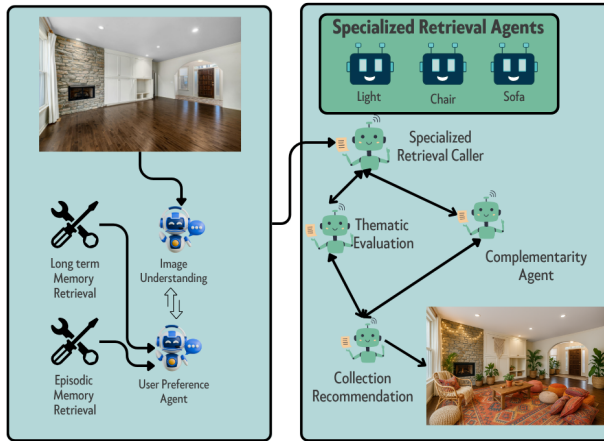 Specialized Retrieval Agents
Light
Chair
Sofa
Specialized
Retrieval Caller
Thematic
Evaluation
Complementarity
Agent
Collection
Recommendation
Long term
Memory
Retrieval
Image
Understanding
Episodic
Memory
Retrieval
User Preference
Agent